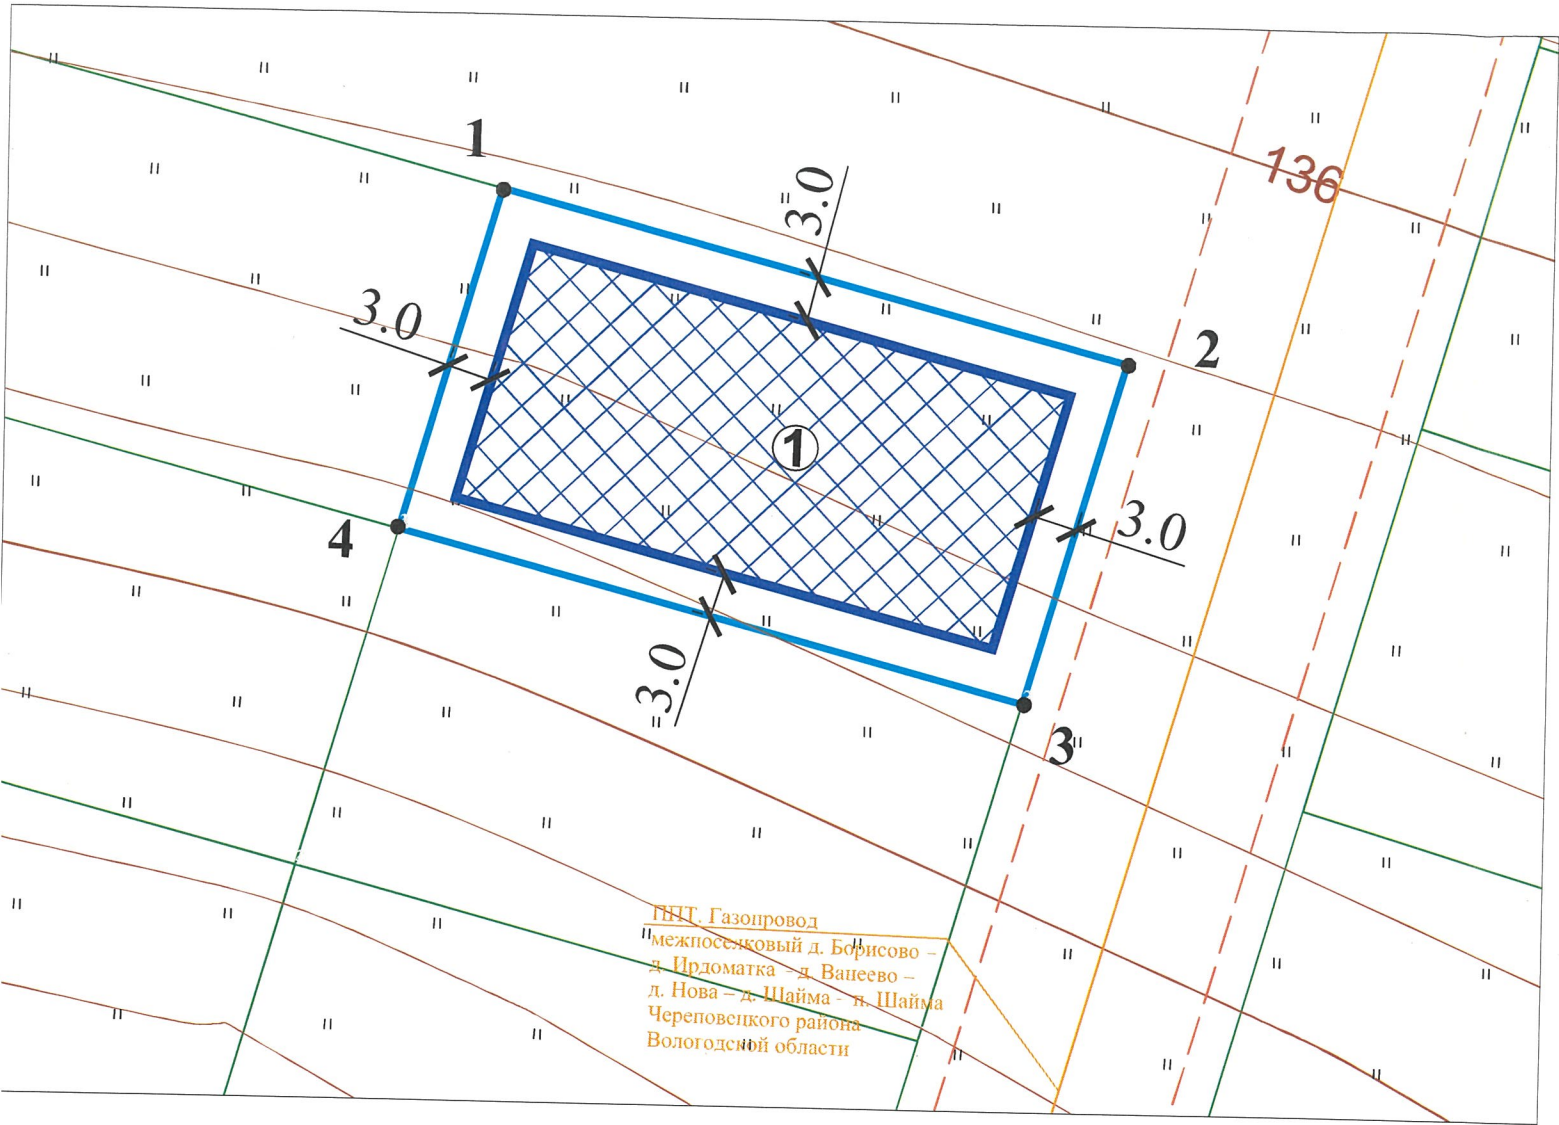 136
1
3.0
3.0
2
1
3.0
4
3.0
3
ППТ. Газопровод
межпоселковый д. Борисово –
д. Ирдоматка – д. Ванеево –
д. Нова – д. Шайма - п. Шайма
Череповецкого района
Вологодской области